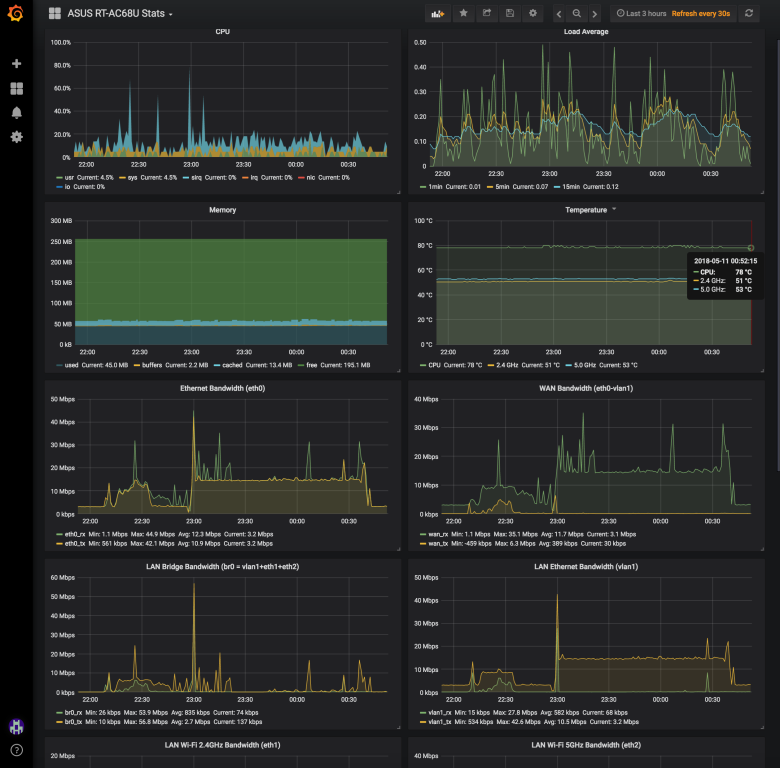 ASUS RT-AC68U Stats
Last 3 hours Refresh every 30s
CPU
100.0%
80.0%
60.0%
40.0%
20.0%
0%
22:00 22:30 23:00 23:30 00:00 00:30
usr Current: 4.5% sys Current: 4.5% sirq Current: 0% irq Current: 0% nic Current: 0%
io Current: 0%
Load Average
0.50
0.40
0.30
0.20
0.10
0
22:00 22:30 23:00 23:30 00:00 00:30
1min Current: 0.01 5min Current: 0.07 15min Current: 0.12
Memory
300 MB
250 MB
200 MB
150 MB
100 MB
50 MB
0 kB
22:00 22:30 23:00 23:30 00:00 00:30
used Current: 45.0 MB buffers Current: 2.2 MB cached Current: 13.4 MB free Current: 195.1 MB
Temperature
100 °C
80 °C
60 °C
40 °C
20 °C
0 °C
22:00 22:30 23:00 23:30 00:00 00:30
2018-05-11 00:52:15
CPU: 78 °C
2.4 GHz: 51 °C
5.0 GHz: 53 °C
CPU Current: 78 °C 2.4 GHz Current: 51 °C 5.0 GHz Current: 53 °C
Ethernet Bandwidth (eth0)
50 Mbps
40 Mbps
30 Mbps
20 Mbps
10 Mbps
0 kbps
22:00 22:30 23:00 23:30 00:00 00:30
eth0_rx Min: 1.1 Mbps Max: 44.9 Mbps Avg: 12.3 Mbps Current: 3.2 Mbps
eth0_tx Min: 561 kbps Max: 42.1 Mbps Avg: 10.9 Mbps Current: 3.2 Mbps
WAN Bandwidth (eth0-vlan1)
40 Mbps
30 Mbps
20 Mbps
10 Mbps
0 kbps
22:00 22:30 23:00 23:30 00:00 00:30
wan_rx Min: 1.1 Mbps Max: 35.1 Mbps Avg: 11.7 Mbps Current: 3.1 Mbps
wan_tx Min: -459 kbps Max: 6.3 Mbps Avg: 389 kbps Current: 30 kbps
LAN Bridge Bandwidth (br0 = vlan1+eth1+eth2)
60 Mbps
50 Mbps
40 Mbps
30 Mbps
20 Mbps
10 Mbps
0 kbps
22:00 22:30 23:00 23:30 00:00 00:30
br0_rx Min: 26 kbps Max: 53.9 Mbps Avg: 835 kbps Current: 74 kbps
br0_tx Min: 10 kbps Max: 56.8 Mbps Avg: 2.7 Mbps Current: 137 kbps
LAN Ethernet Bandwidth (vlan1)
50 Mbps
40 Mbps
30 Mbps
20 Mbps
10 Mbps
0 kbps
22:00 22:30 23:00 23:30 00:00 00:30
vlan1_rx Min: 15 kbps Max: 27.8 Mbps Avg: 582 kbps Current: 68 kbps
vlan1_tx Min: 534 kbps Max: 42.6 Mbps Avg: 10.5 Mbps Current: 3.2 Mbps
LAN Wi-Fi 2.4GHz Bandwidth (eth1)
20 Mbps
LAN Wi-Fi 5GHz Bandwidth (eth2)
40 Mbps